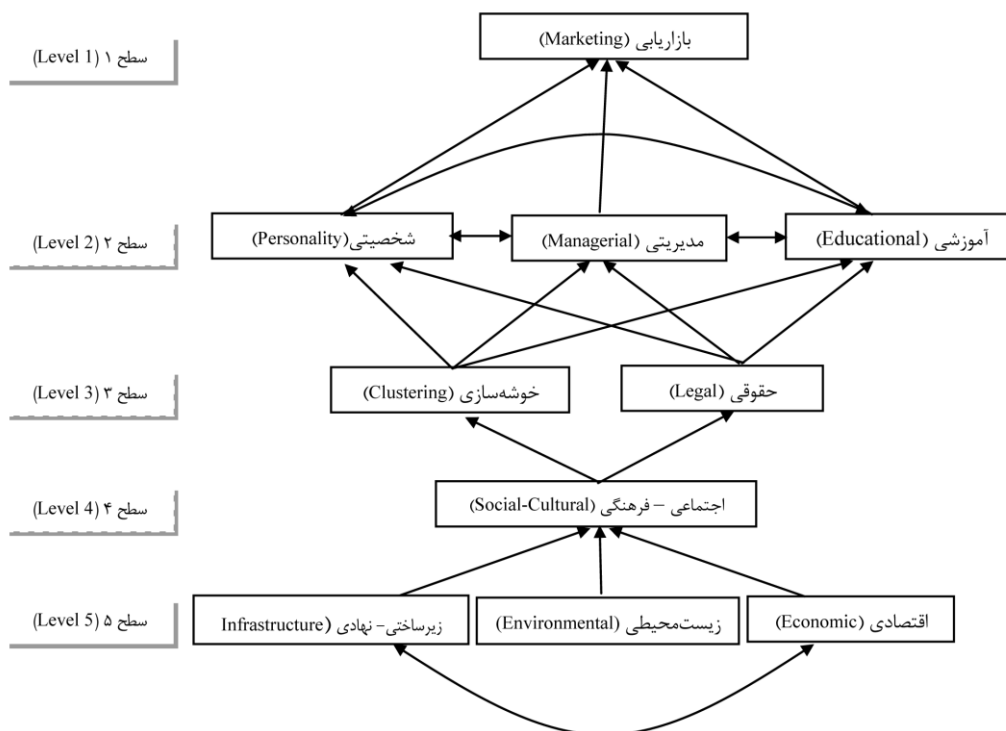 سطح ۱ (Level 1)
بازاریابی (Marketing)
سطح ۲ (Level 2)
آموزشی (Educational)
مدیریتی (Managerial)
شخصیتی(Personality)
سطح ۳ (Level 3)
حقوقی (Legal)
خوشه‌سازی (Clustering)
سطح ۴ (Level 4)
اجتماعی – فرهنگی (Social-Cultural)
سطح ۵ (Level 5)
اقتصادی (Economic)
زیست‌محیطی (Environmental)
زیرساختی- نهادی (Infrastructure